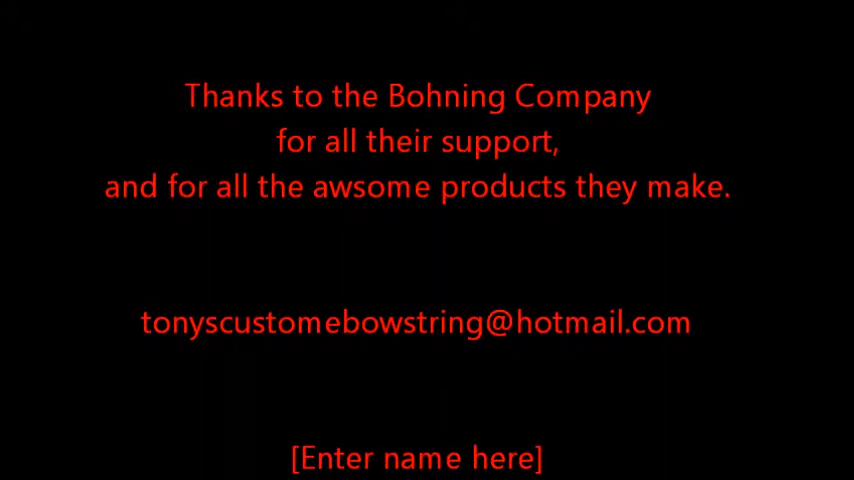 Thanks to the Bohning Company
for all their support,
and for all the awsome products they make.
tonyscustomebowstring@hotmail.com
[Enter name here]